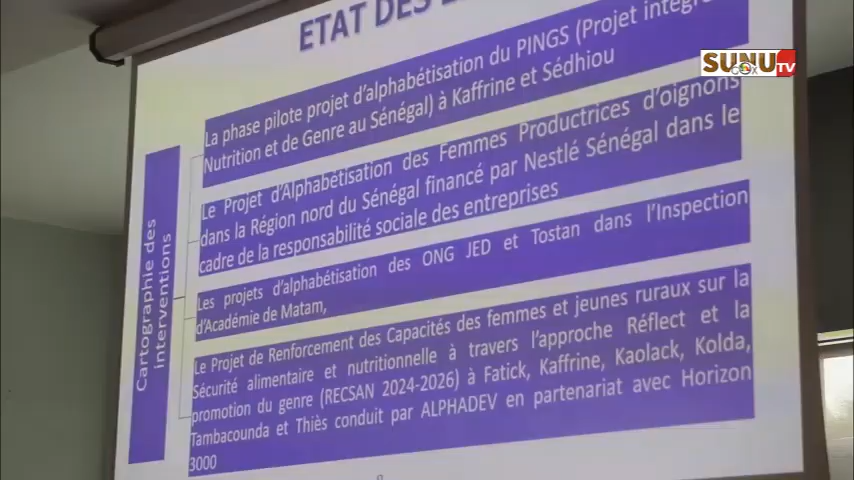 ETAT DES
La phase pilote projet d'alphabétisation du PINGS (Projet intégré
Nutrition et de Genre au Sénégal) à Kaffrine et Sédhiou
Le Projet d'Alphabétisation des Femmes Productrices d'oignons
dans la Région nord du Sénégal financé par Nestlé Sénégal dans le
cadre de la responsabilité sociale des entreprises
Les projets d'alphabétisation des ONG JED et Tostan dans l'Inspection
d'Académie de Matam,
Le Projet de Renforcement des Capacités des femmes et jeunes ruraux sur la
Sécurité alimentaire et nutritionnelle à travers l'approche Réflect et la
promotion du genre (RECSAN 2024-2026) à Fatick, Kaffrine, Kaolack, Kolda,
Tambacounda et Thiès conduit par ALPHADEV en partenariat avec Horizon
3000
Cartographie des
interventions
SUNU TV